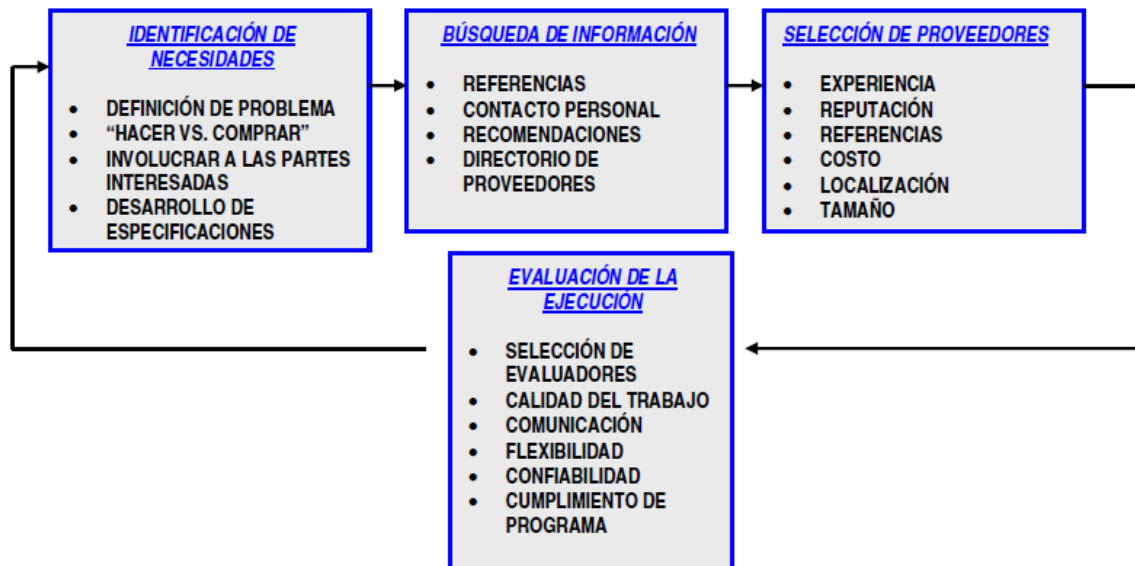 IDENTIFICACIÓN DE
NECESIDADES
• DEFINICIÓN DE PROBLEMA
• “HACER VS. COMPRAR”
• INVOLUCRAR A LAS PARTES
INTERESADAS
• DESARROLLO DE
ESPECIFICACIONES
BÚSQUEDA DE INFORMACIÓN
• REFERENCIAS
• CONTACTO PERSONAL
• RECOMENDACIONES
• DIRECTORIO DE
PROVEEDORES
SELECCIÓN DE PROVEEDORES
• EXPERIENCIA
• REPUTACIÓN
• REFERENCIAS
• COSTO
• LOCALIZACIÓN
• TAMAÑO
EVALUACIÓN DE LA
EJECUCIÓN
• SELECCIÓN DE
EVALUADORES
• CALIDAD DEL TRABAJO
• COMUNICACIÓN
• FLEXIBILIDAD
• CONFIABILIDAD
• CUMPLIMIENTO DE
PROGRAMA